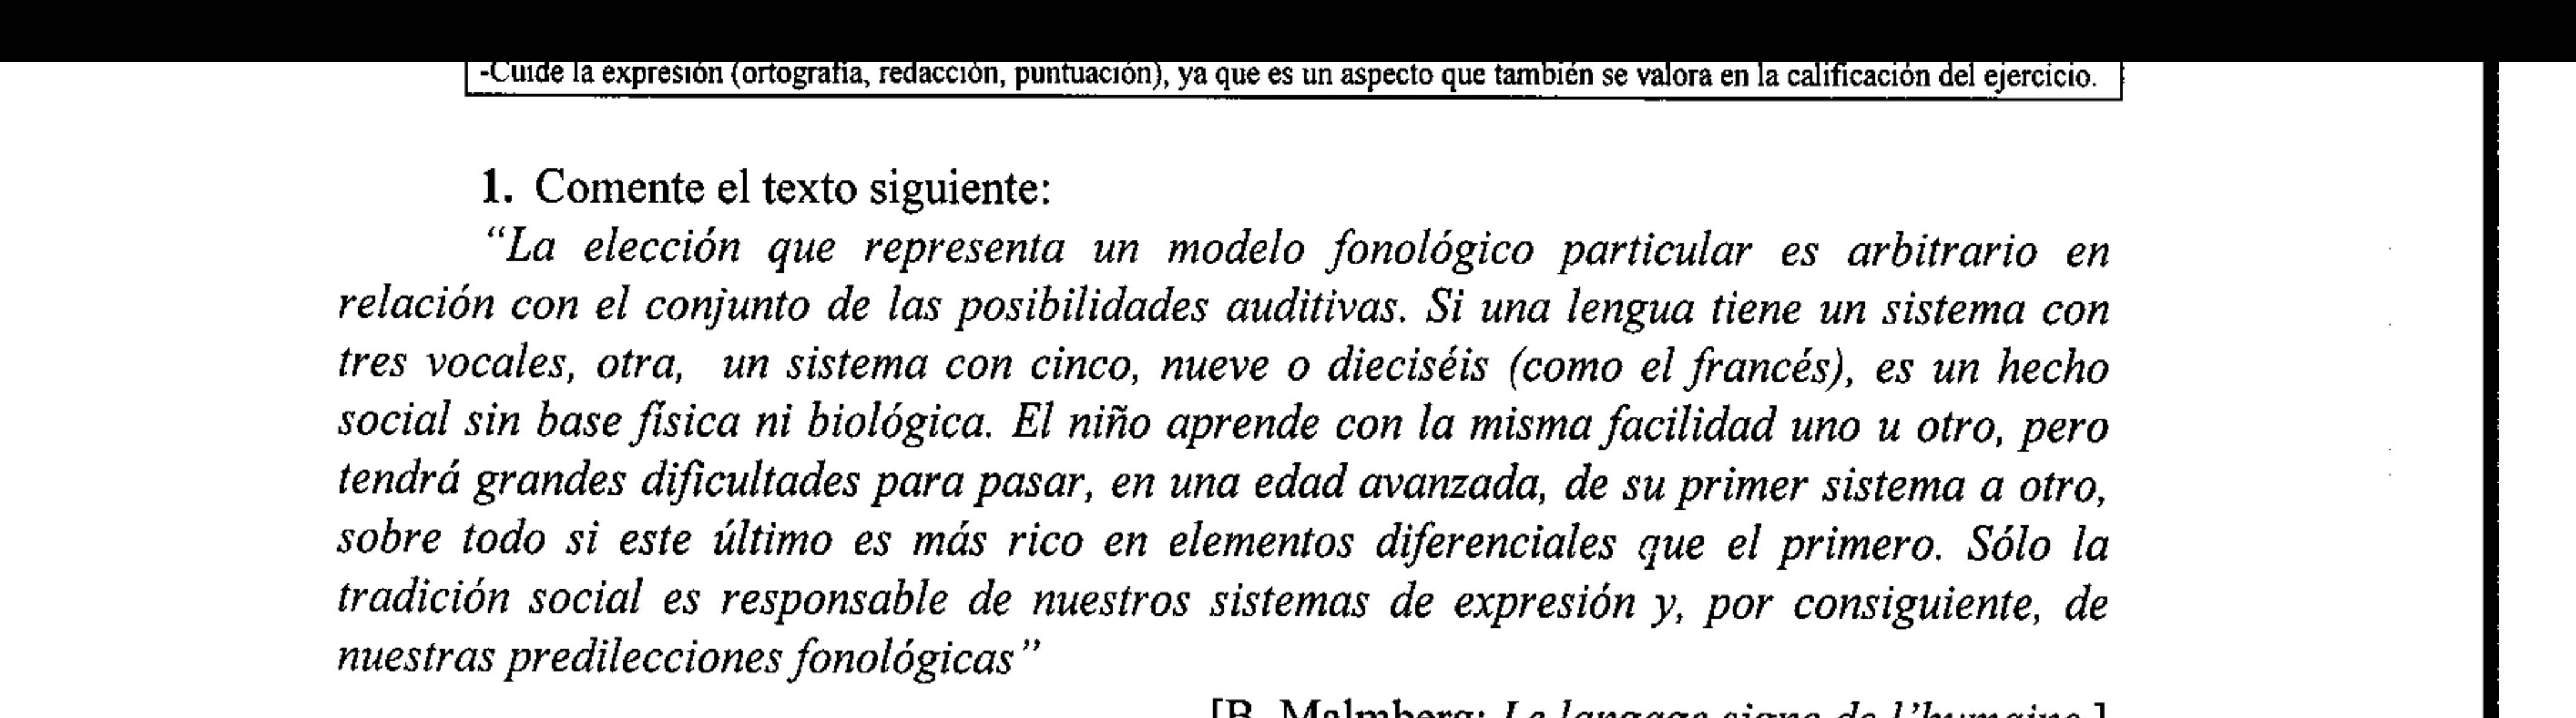 -Cuide la expresión (ortografía, redacción, puntuación), ya que es un aspecto que también se valora en la calificación del ejercicio.
1. Comente el texto siguiente:
“La elección que representa un modelo fonológico particular es arbitrario en
relación con el conjunto de las posibilidades auditivas. Si una lengua tiene un sistema con
tres vocales, otra, un sistema con cinco, nueve o dieciséis (como el francés), es un hecho
social sin base física ni biológica. El niño aprende con la misma facilidad uno u otro, pero
tendrá grandes dificultades para pasar, en una edad avanzada, de su primer sistema a otro,
sobre todo si este último es más rico en elementos diferenciales que el primero. Sólo la
tradición social es responsable de nuestros sistemas de expresión y, por consiguiente, de
nuestras predilecciones fonológicas”
[B. Malmberg: Le langage signe de l'humaine.]